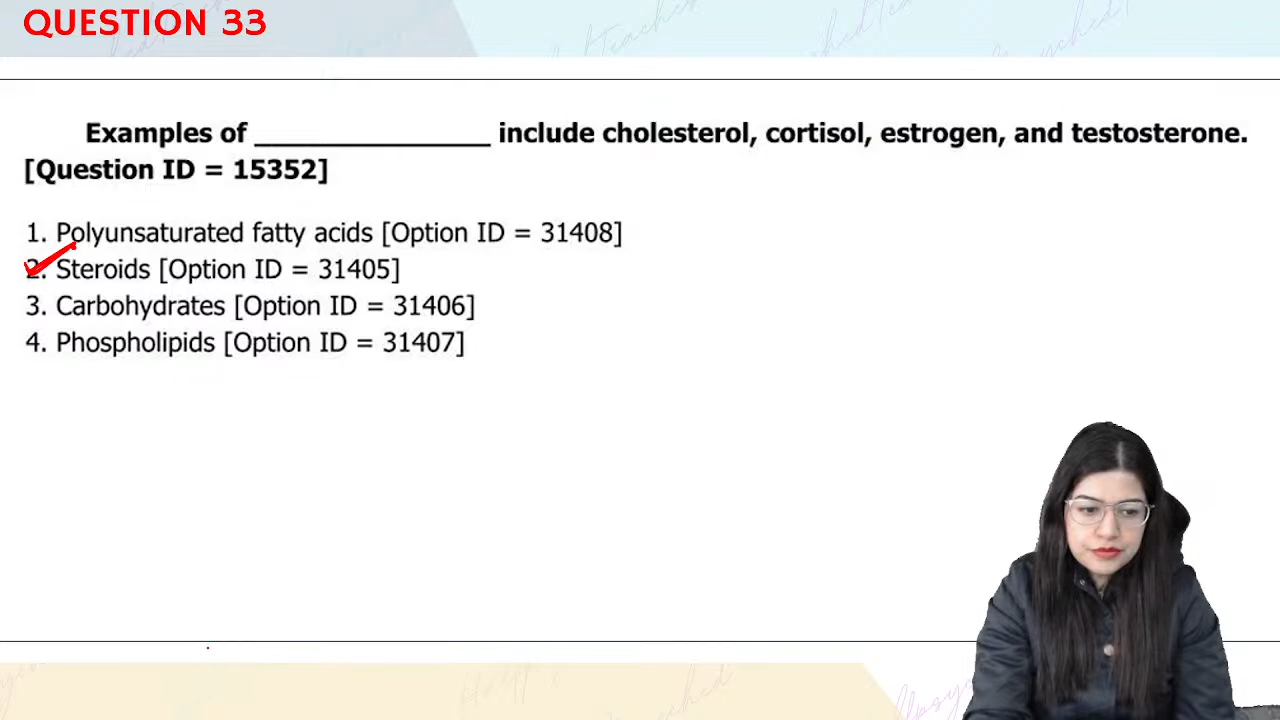 QUESTION 33
Examples of ________________ include cholesterol, cortisol, estrogen, and testosterone.
[Question ID = 15352]
1. Polyunsaturated fatty acids [Option ID = 31408]
2. Steroids [Option ID = 31405]
3. Carbohydrates [Option ID = 31406]
4. Phospholipids [Option ID = 31407]